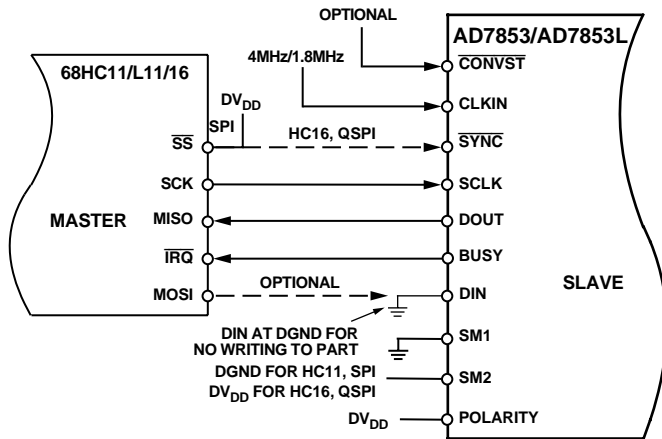 OPTIONAL
AD7853/AD7853L
4MHz/1.8MHz
CONVST
68HC11/L11/16
DVDD
CLKIN
SPI
HC16, QSPI
SS
SYNC
SCK
SCLK
MISO
DOUT
MASTER
IRQ
BUSY
SLAVE
MOSI
OPTIONAL
DIN
DIN AT DGND FOR
NO WRITING TO PART
SM1
DGND FOR HC11, SPI
DVDD FOR HC16, QSPI
SM2
DVDD
POLARITY